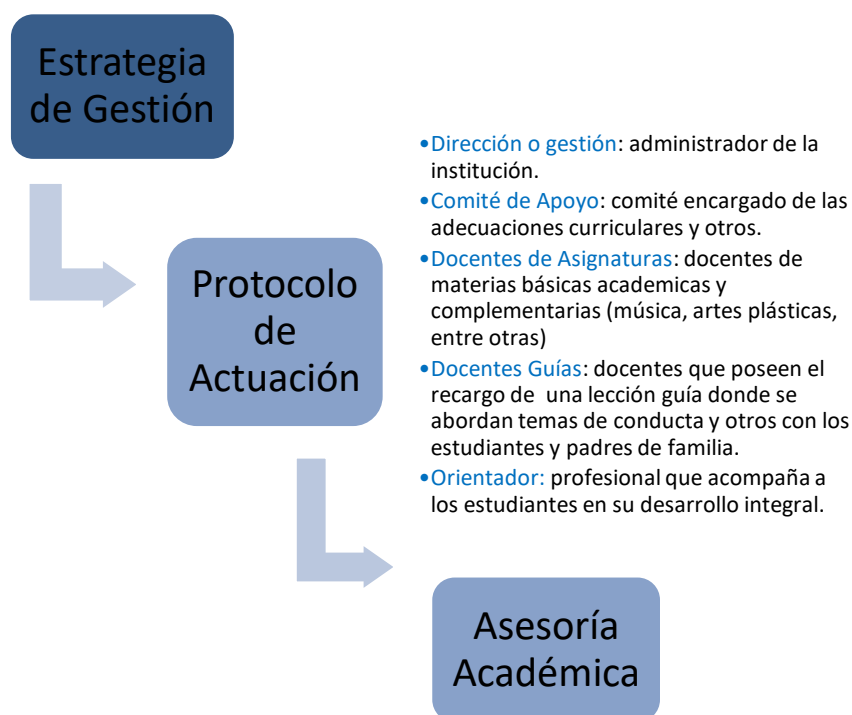 Estrategia
de Gestión
•Dirección o gestión: administrador de la
institución.
•Comité de Apoyo: comité encargado de las
adecuaciones curriculares y otros.
•Docentes de Asignaturas: docentes de
materias básicas academicas y
complementarias (música, artes plásticas,
entre otras)
•Docentes Guías: docentes que poseen el
recargo de  una lección guía donde se
abordan temas de conducta y otros con los
estudiantes y padres de familia.
•Orientador: profesional que acompaña a
los estudiantes en su desarrollo integral.
Protocolo
de
Actuación
Asesoría
Académica